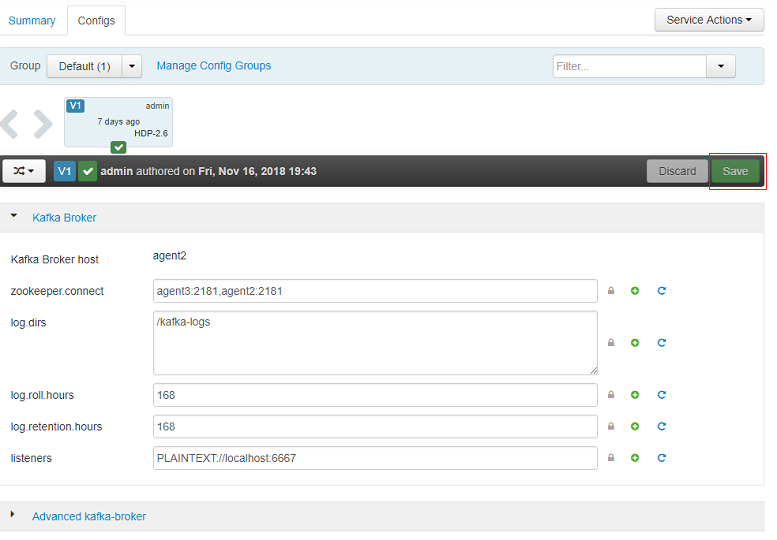 Summary Configs Service Actions
Group Default (1) Manage Config Groups Filter...
V1 admin
7 days ago
HDP-2.6
V1 admin authored on Fri, Nov 16, 2018 19:43 Discard Save
Kafka Broker
Kafka Broker host agent2
zookeeper.connect agent3:2181,agent2:2181
log.dirs /kafka-logs
log.roll.hours 168
log.retention.hours 168
listeners PLAINTEXT://localhost:6667
Advanced kafka-broker